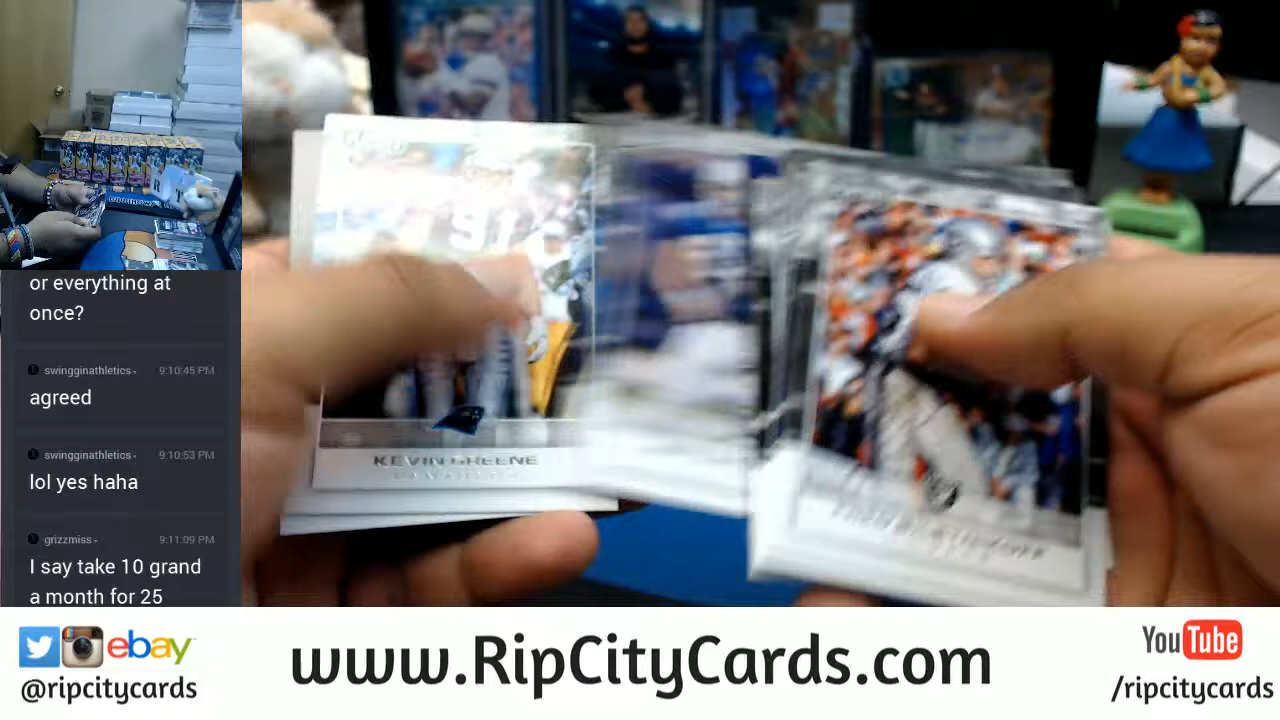 or everything at
once?
swingginathletics
9:10:45 PM
agreed
swingginathletics
9:10:53 PM
lol yes haha
grizzmiss
9:11:09 PM
I say take 10 grand
a month for 25
KEVIN GREENE
ebay
@ripcitycards
www.RipCityCards.com
YouTube
/ripcitycards